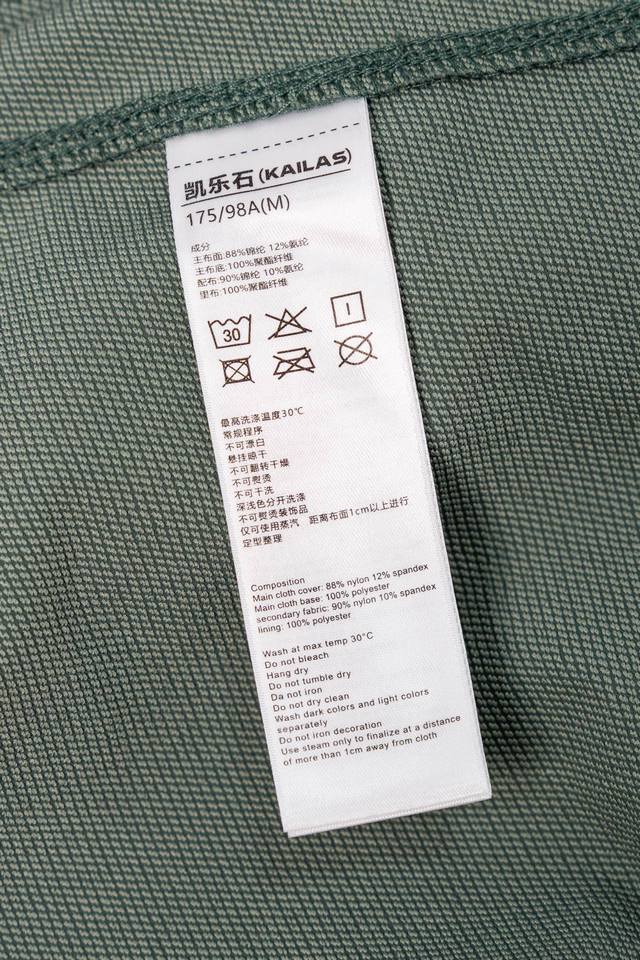 凯乐石(KAILAS)
175/98A(M)
成分
主布面:88%锦纶 12%氨纶
主布底:100%聚酯纤维
配布:90%锦纶 10%氨纶
里布:100%聚酯纤维
30
最高洗涤温度30℃
常规程序
不可漂白
悬挂晾干
不可翻转干燥
不可熨烫
不可干洗
深浅色分开洗涤
不可熨烫装饰品
仅可使用蒸汽 距离布面1cm以上进行
定型整理
Composition
Main cloth cover: 88% nylon 12% spandex
Main cloth base: 100% polyester
secondary fabric: 90% nylon 10% spandex
lining: 100% polyester
Wash at max temp 30°C
Do not bleach
Hang dry
Do not tumble dry
Da not iron
Do not dry clean
Wash dark colors and light colors
separately
Do not iron decoration
Use steam only to finalize at a distance
of more than 1cm away from cloth